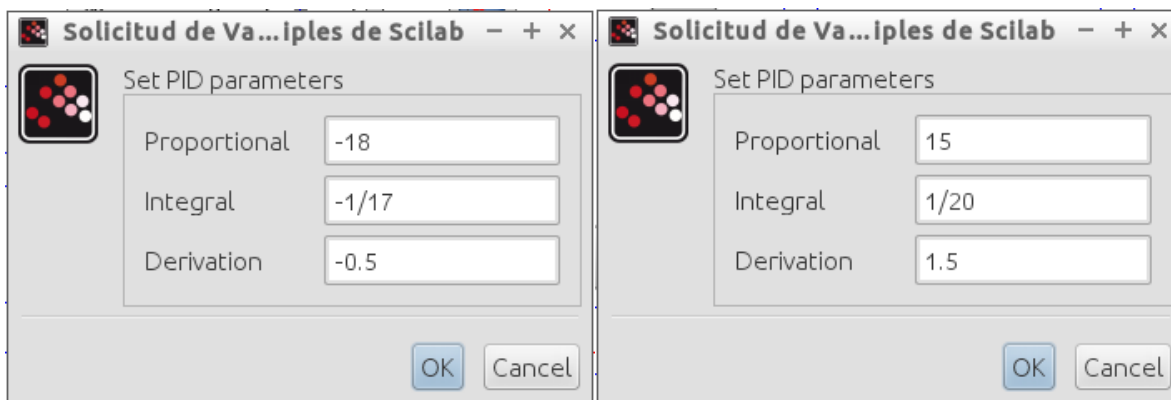 Solicitud de Va...iples de Scilab
Set PID parameters
Proportional -18
Integral -1/17
Derivation -0.5
OK Cancel
Solicitud de Va...iples de Scilab
Set PID parameters
Proportional 15
Integral 1/20
Derivation 1.5
OK Cancel